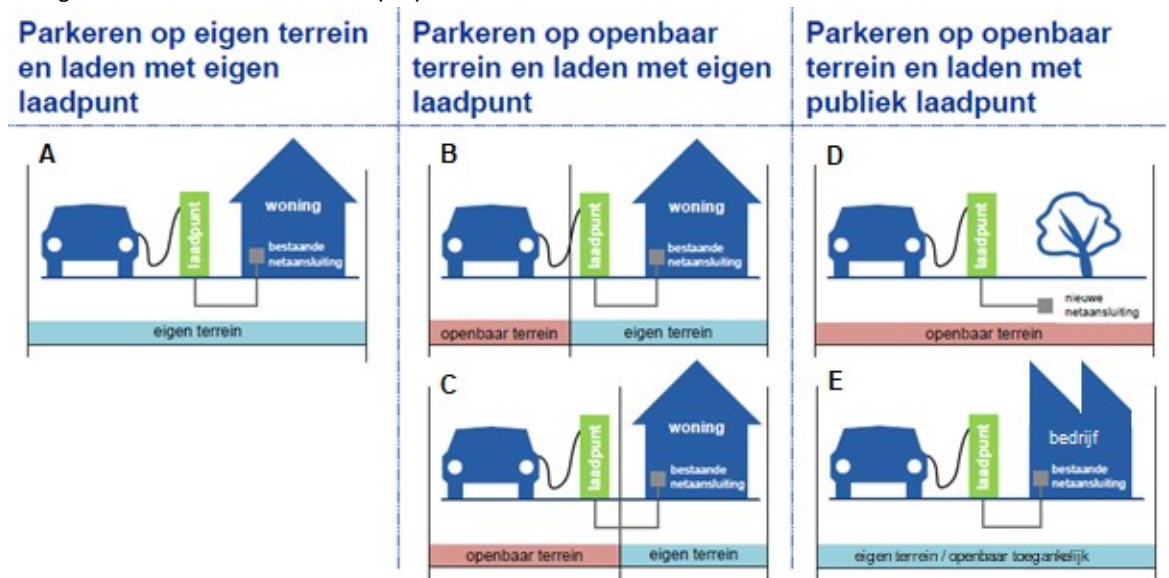 Parkeren op eigen terrein
en laden met eigen
laadpunt
Parkeren op openbaar
terrein en laden met eigen
laadpunt
Parkeren op openbaar
terrein en laden met
publiek laadpunt
A
laadpunt
woning
bestaande
netaansluiting
eigen terrein
B
laadpunt
woning
bestaande
netaansluiting
openbaar terrein
eigen terrein
C
laadpunt
woning
bestaande
netaansluiting
openbaar terrein
eigen terrein
D
laadpunt
nieuwe
netaansluiting
openbaar terrein
E
laadpunt
bedrijf
bestaande
netaansluiting
eigen terrein / openbaar toegankelijk